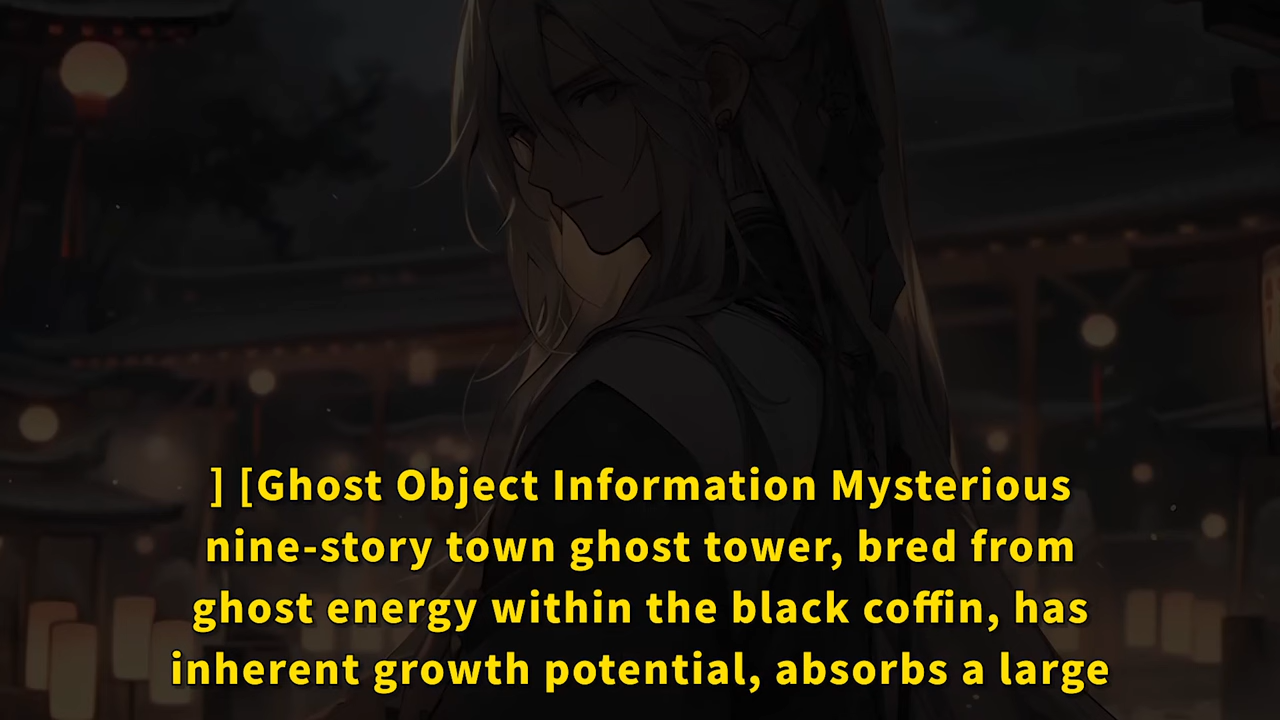 ] [Ghost Object Information Mysterious
nine-story town ghost tower, bred from
ghost energy within the black coffin, has
inherent growth potential, absorbs a large